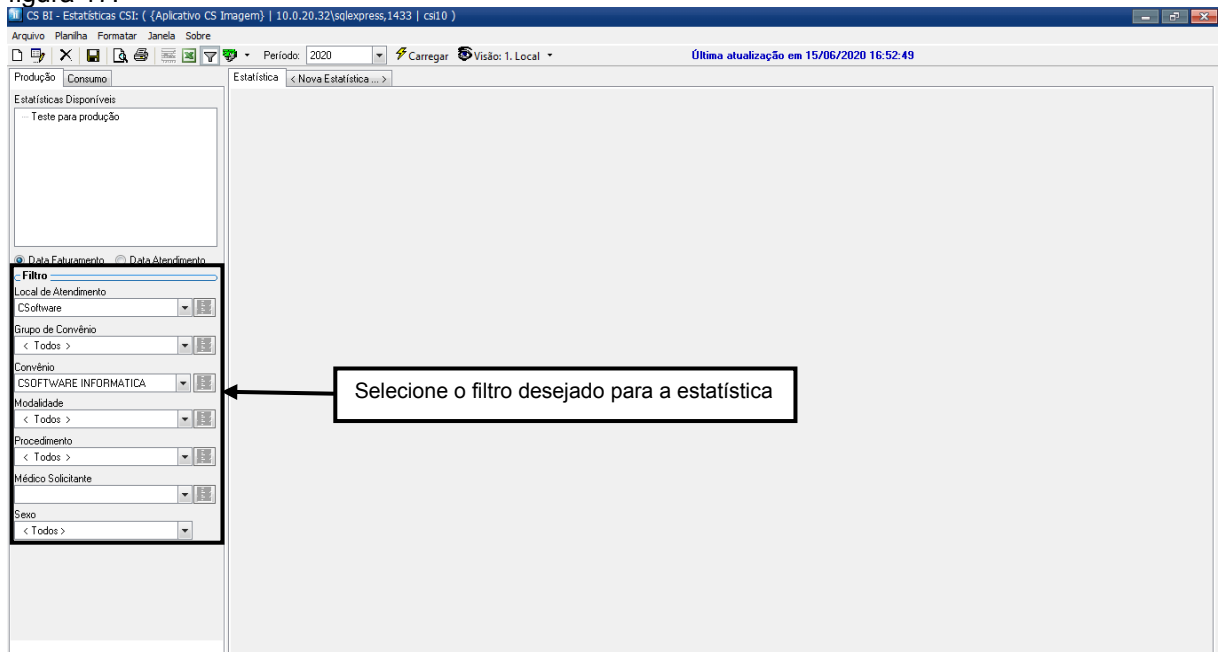 CS BI - Estatísticas CSI: ( {Aplicativo CS Imagem} | 10.0.20.32\sqlexpress,1433 | csi10 )
Arquivo Planilha Formatar Janela Sobre
Período: 2020 Carregar Visão: 1. Local Última atualização em 15/06/2020 16:52:49
Produção Consumo Estatística < Nova Estatística ... >
Estatísticas Disponíveis
Teste para produção
Data Faturamento Data Atendimento
Filtro
Local de Atendimento
CSoftware
Grupo de Convênio
< Todos >
Convênio
CSOFTWARE INFORMATICA
Selecione o filtro desejado para a estatística
Modalidade
< Todos >
Procedimento
< Todos >
Médico Solicitante
Sexo
< Todos >